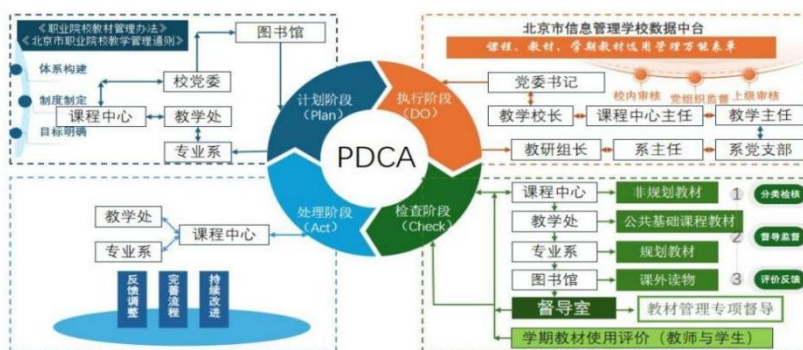 《职业院校教材管理办法》
《北京市职业院校教学管理通则》
图书馆
体系构建
校党委
制度制定
课程中心
教学处
目标明确
专业系
北京市信息管理学校数据中台
课程、教材、学期教材选用管理万能表单
党委书记
校内审核
党组织监督
上级审核
教学校长
课程中心主任
教学主任
教研组长
系主任
系党支部
计划阶段
（Plan）
执行阶段
（DO）
PDCA
处理阶段
（Act）
检查阶段
（Check）
教学处
课程中心
专业系
反馈调整
完善流程
持续改进
课程中心
非规划教材
1
分类检核
教学处
公共基础课程教材
2
督导监督
专业系
规划教材
图书馆
课外读物
3
评价反馈
督导室
教材管理专项督导
学期教材使用评价（教师与学生）